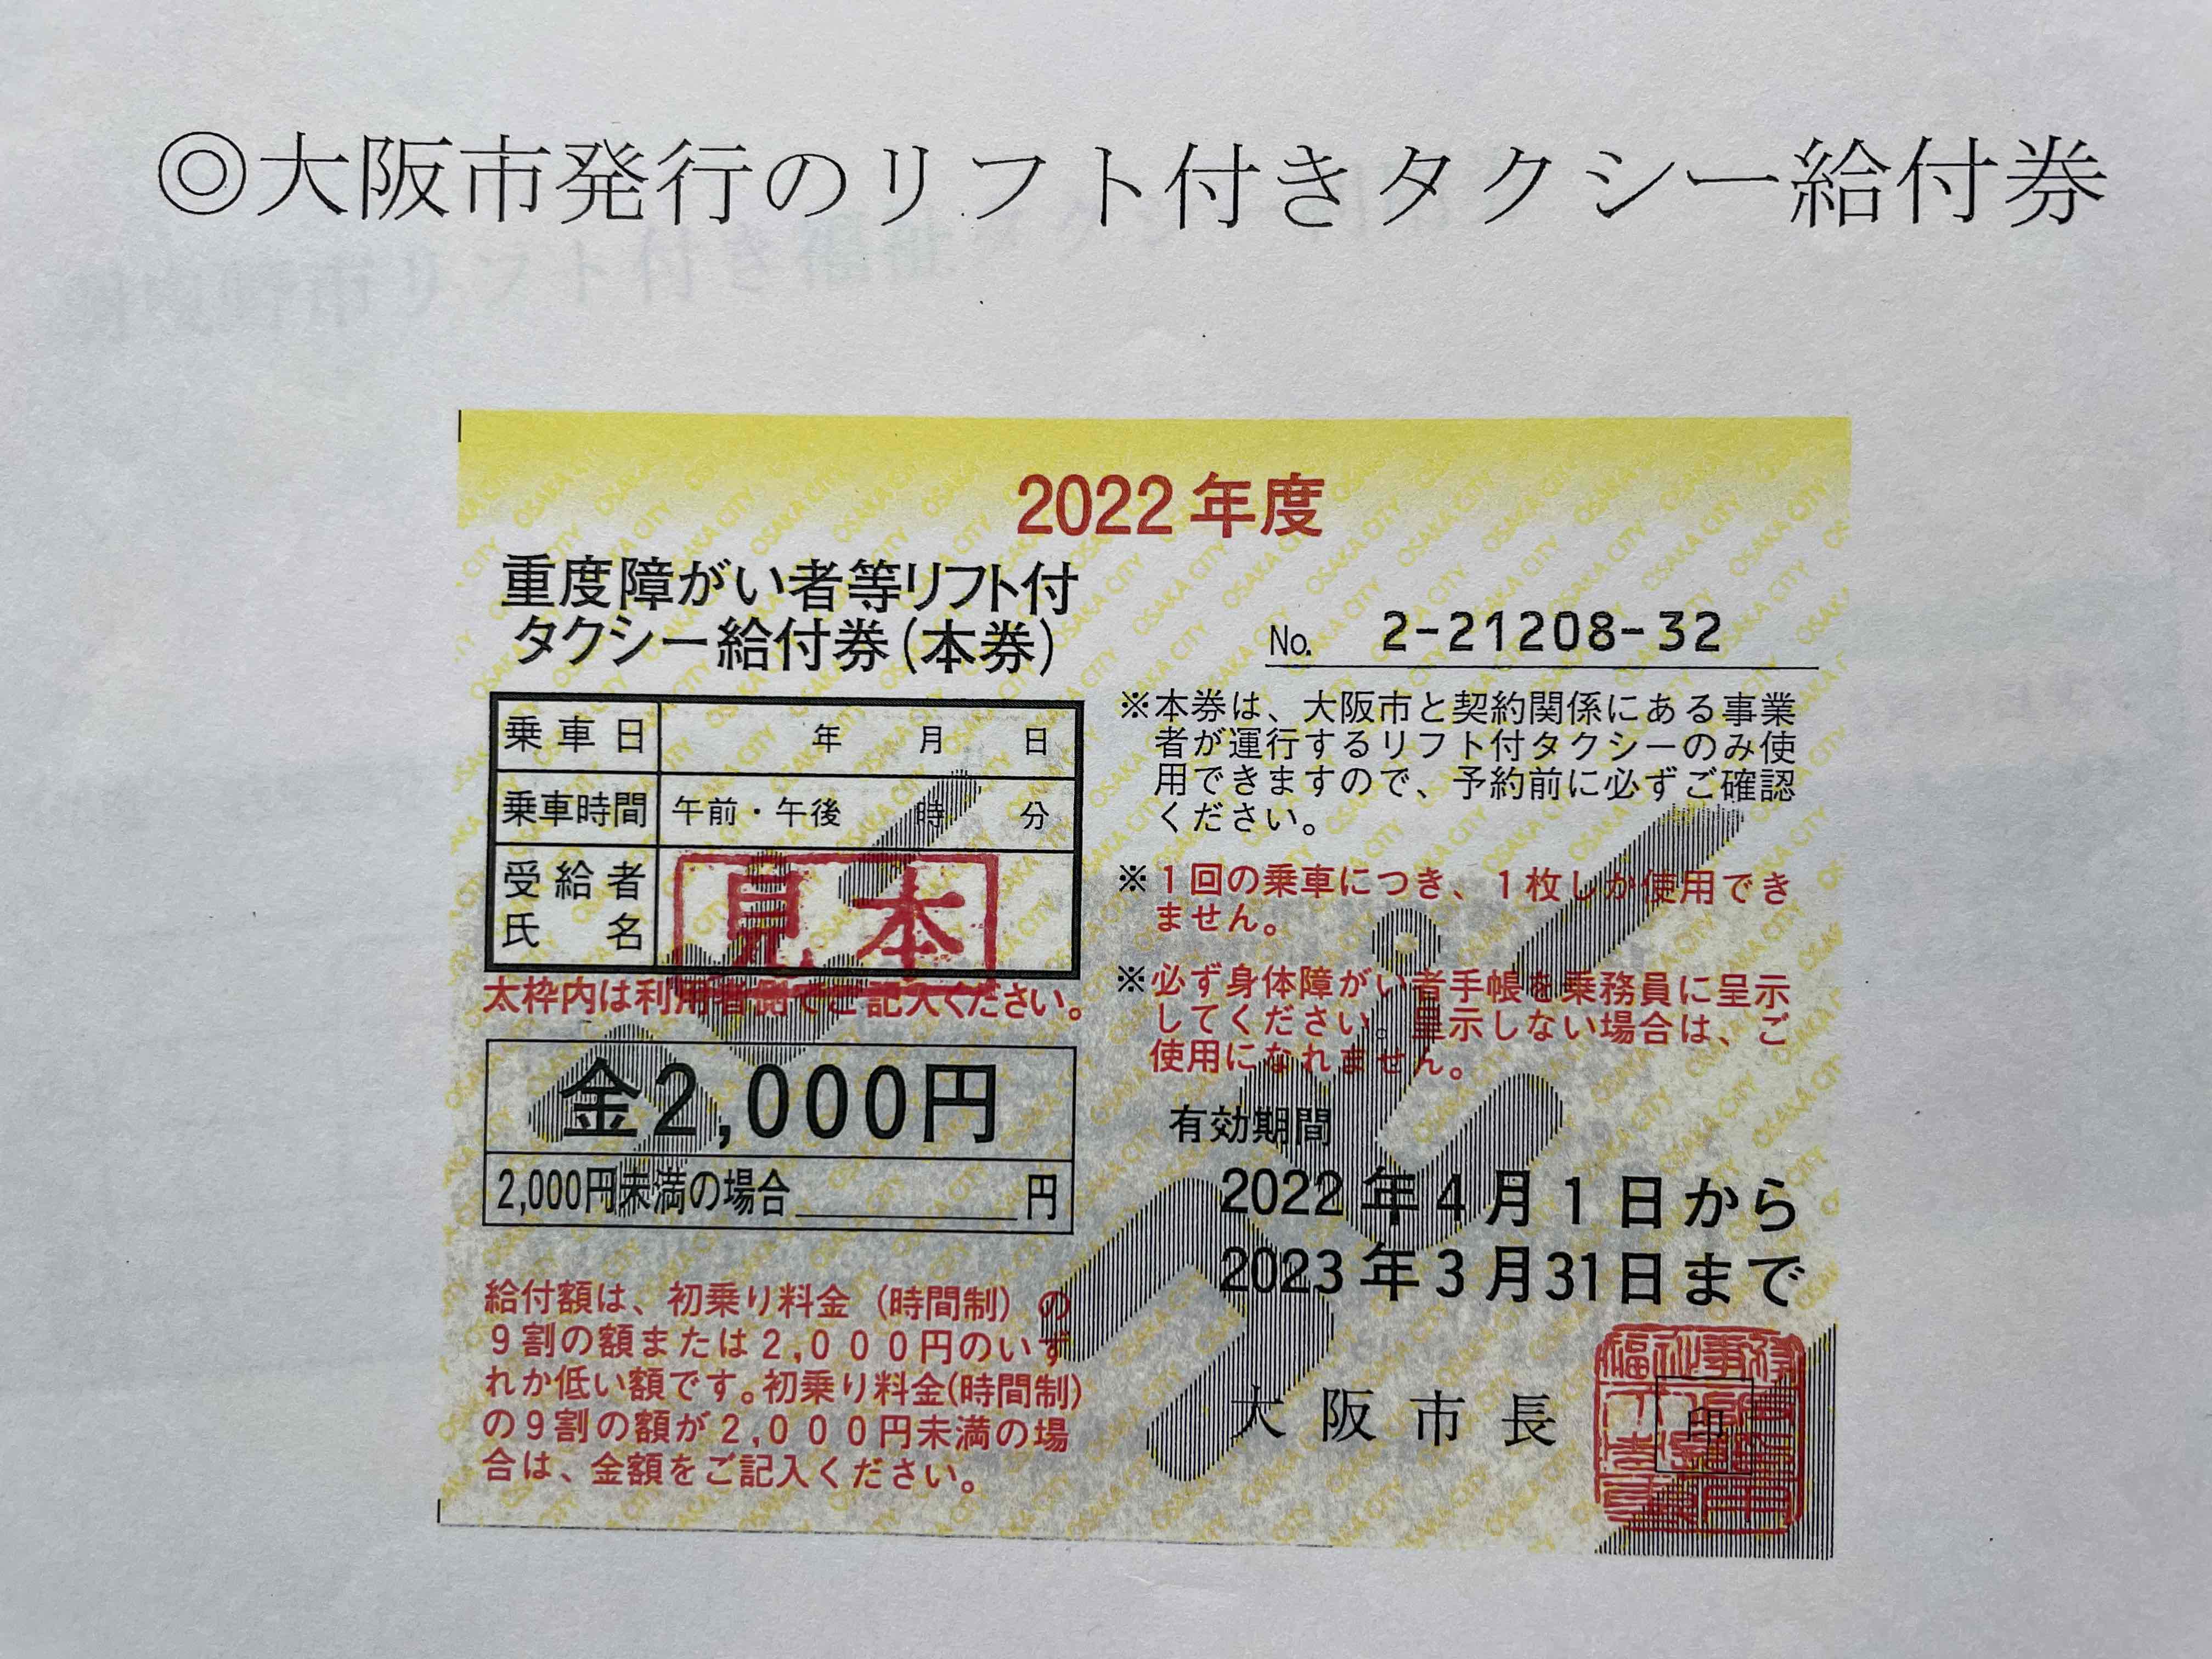 ◎大阪市発行のリフト付きタクシー給付券
2022年度
重度障がい者等リフト付
タクシー給付券(本券)
No. 2-21208-32
乗車日 年 月 日
乗車時間 午前・午後 時 分
受給者
氏名
見本
太枠内は利用者側でご記入ください。
金2,000円
2,000円未満の場合 円
給付額は、初乗り料金(時間制)の
9割の額または2,000円のいず
れか低い額です。初乗り料金(時間制)
の9割の額が2,000円未満の場
合は、金額をご記入ください。
※本券は、大阪市と契約関係にある事業
者が運行するリフト付タクシーのみ使
用できますので、予約前に必ずご確認
ください。
※1回の乗車につき、1枚しか使用でき
ません。
※必ず身体障がい者手帳を乗務員に呈示
してください。呈示しない場合は、ご
使用になれません。
有効期間
2022年4月1日から
2023年3月31日まで
大阪市長 印